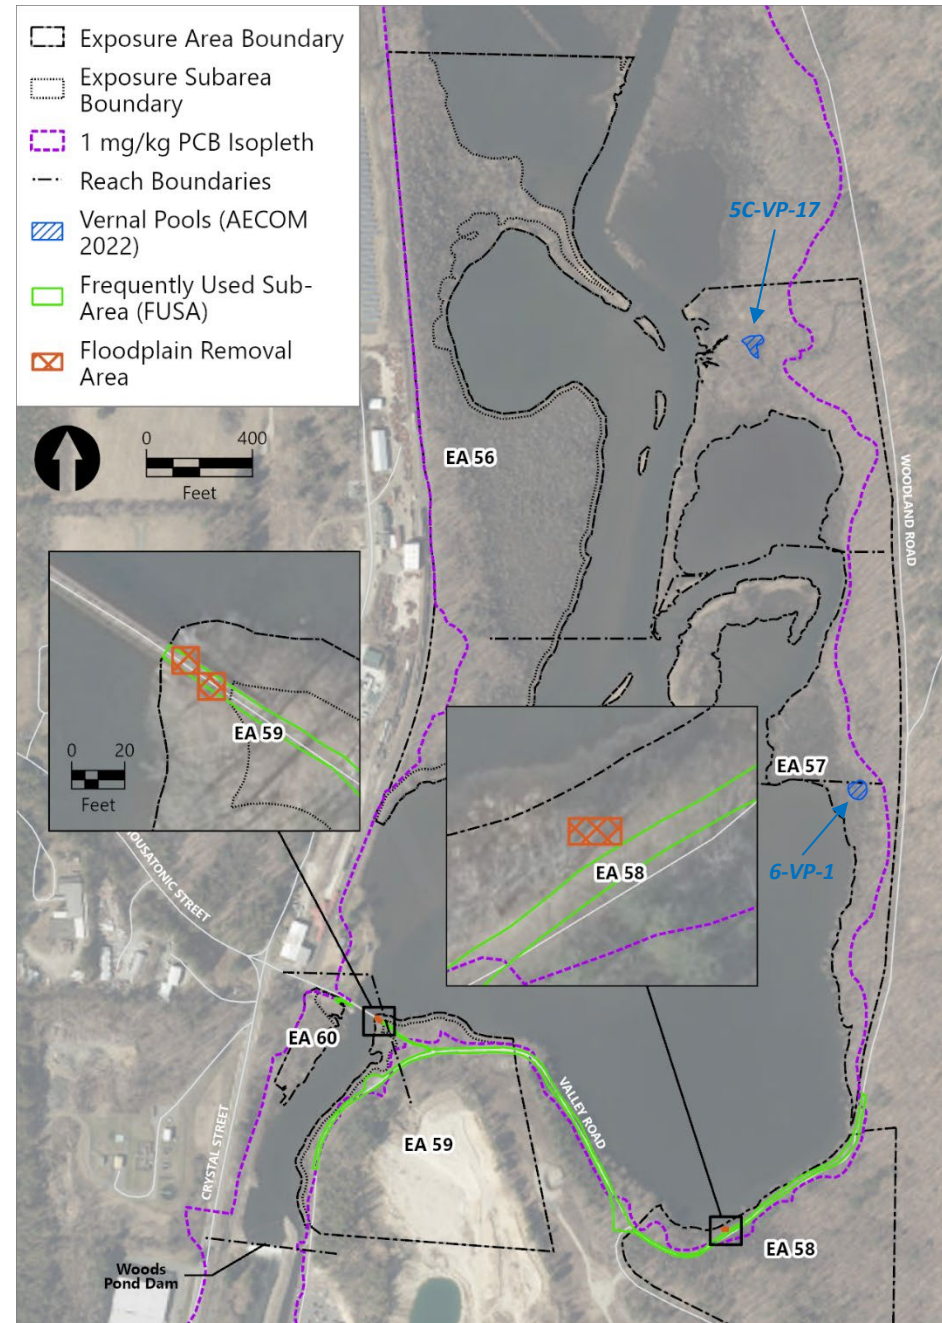 Exposure Area Boundary
Exposure Subarea
Boundary
1 mg/kg PCB Isopleth
Reach Boundaries
Vernal Pools (AECOM
2022)
Frequently Used Sub-
Area (FUSA)
Floodplain Removal
Area
0 400
Feet
5C-VP-17
EA 56
WOODLAND ROAD
EA 59
0 20
Feet
EA 57
6-VP-1
EA 58
HOUSATONIC STREET
EA 60
VALLEY ROAD
EA 59
CRYSTAL STREET
EA 58
Woods
Pond Dam